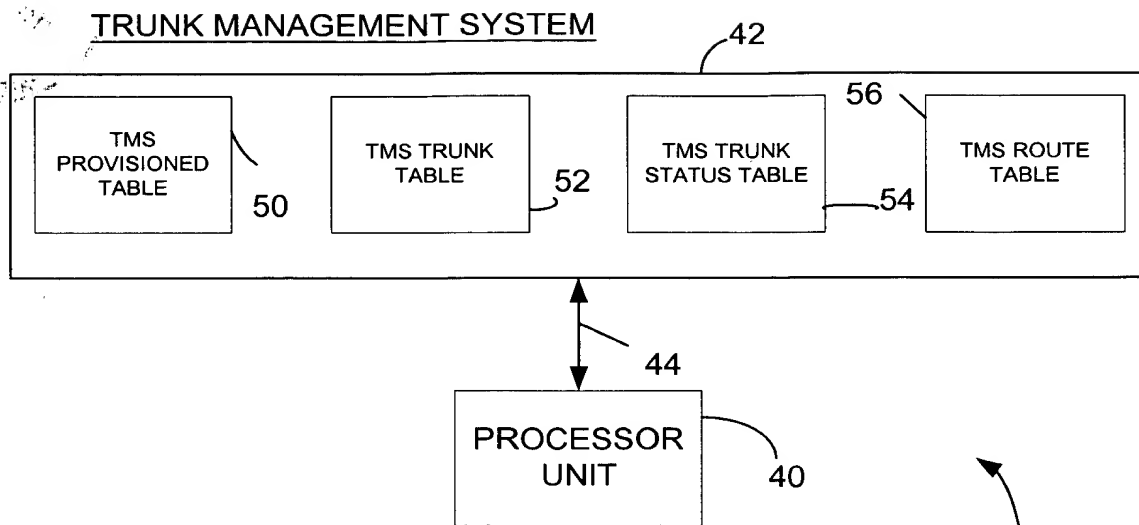 TRUNK MANAGEMENT SYSTEM
42
TMS
PROVISIONED
TABLE
50
TMS TRUNK
TABLE
52
TMS TRUNK
STATUS TABLE
54
56
TMS ROUTE
TABLE
44
PROCESSOR
UNIT
40